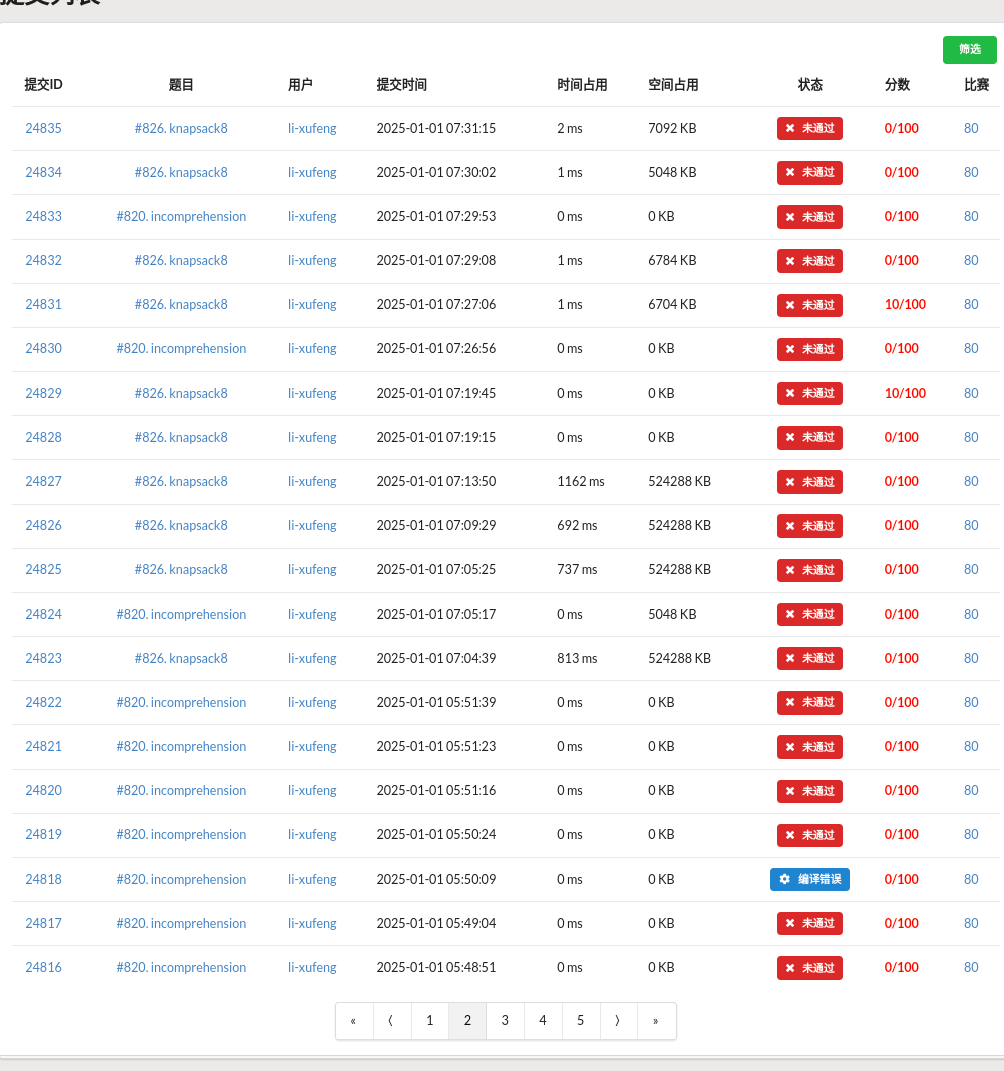 提交列表
筛选
提交ID 题目 用户 提交时间 时间占用 空间占用 状态 分数 比赛
24835 #826. knapsack8 li-xufeng 2025-01-01 07:31:15 2 ms 7092 KB 未通过 0/100 80
24834 #826. knapsack8 li-xufeng 2025-01-01 07:30:02 1 ms 5048 KB 未通过 0/100 80
24833 #820. incomprehension li-xufeng 2025-01-01 07:29:53 0 ms 0 KB 未通过 0/100 80
24832 #826. knapsack8 li-xufeng 2025-01-01 07:29:08 1 ms 6784 KB 未通过 0/100 80
24831 #826. knapsack8 li-xufeng 2025-01-01 07:27:06 1 ms 6704 KB 未通过 10/100 80
24830 #820. incomprehension li-xufeng 2025-01-01 07:26:56 0 ms 0 KB 未通过 0/100 80
24829 #826. knapsack8 li-xufeng 2025-01-01 07:19:45 0 ms 0 KB 未通过 10/100 80
24828 #826. knapsack8 li-xufeng 2025-01-01 07:19:15 0 ms 0 KB 未通过 0/100 80
24827 #826. knapsack8 li-xufeng 2025-01-01 07:13:50 1162 ms 524288 KB 未通过 0/100 80
24826 #826. knapsack8 li-xufeng 2025-01-01 07:09:29 692 ms 524288 KB 未通过 0/100 80
24825 #826. knapsack8 li-xufeng 2025-01-01 07:05:25 737 ms 524288 KB 未通过 0/100 80
24824 #820. incomprehension li-xufeng 2025-01-01 07:05:17 0 ms 5048 KB 未通过 0/100 80
24823 #826. knapsack8 li-xufeng 2025-01-01 07:04:39 813 ms 524288 KB 未通过 0/100 80
24822 #820. incomprehension li-xufeng 2025-01-01 05:51:39 0 ms 0 KB 未通过 0/100 80
24821 #820. incomprehension li-xufeng 2025-01-01 05:51:23 0 ms 0 KB 未通过 0/100 80
24820 #820. incomprehension li-xufeng 2025-01-01 05:51:16 0 ms 0 KB 未通过 0/100 80
24819 #820. incomprehension li-xufeng 2025-01-01 05:50:24 0 ms 0 KB 未通过 0/100 80
24818 #820. incomprehension li-xufeng 2025-01-01 05:50:09 0 ms 0 KB 编译错误 0/100 80
24817 #820. incomprehension li-xufeng 2025-01-01 05:49:04 0 ms 0 KB 未通过 0/100 80
24816 #820. incomprehension li-xufeng 2025-01-01 05:48:51 0 ms 0 KB 未通过 0/100 80
« ⟨ 1 2 3 4 5 ⟩ »